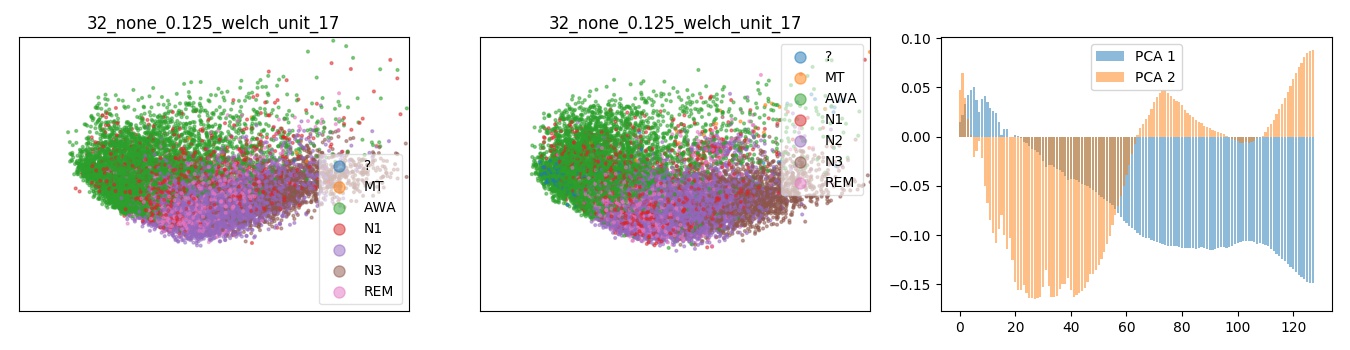 32_none_0.125_welch_unit_17
?
MT
AWA
N1
N2
N3
REM
32_none_0.125_welch_unit_17
?
MT
AWA
N1
N2
N3
REM
PCA 1
PCA 2
0.10
0.05
0.00
−0.05
−0.10
−0.15
0 20 40 60 80 100 120